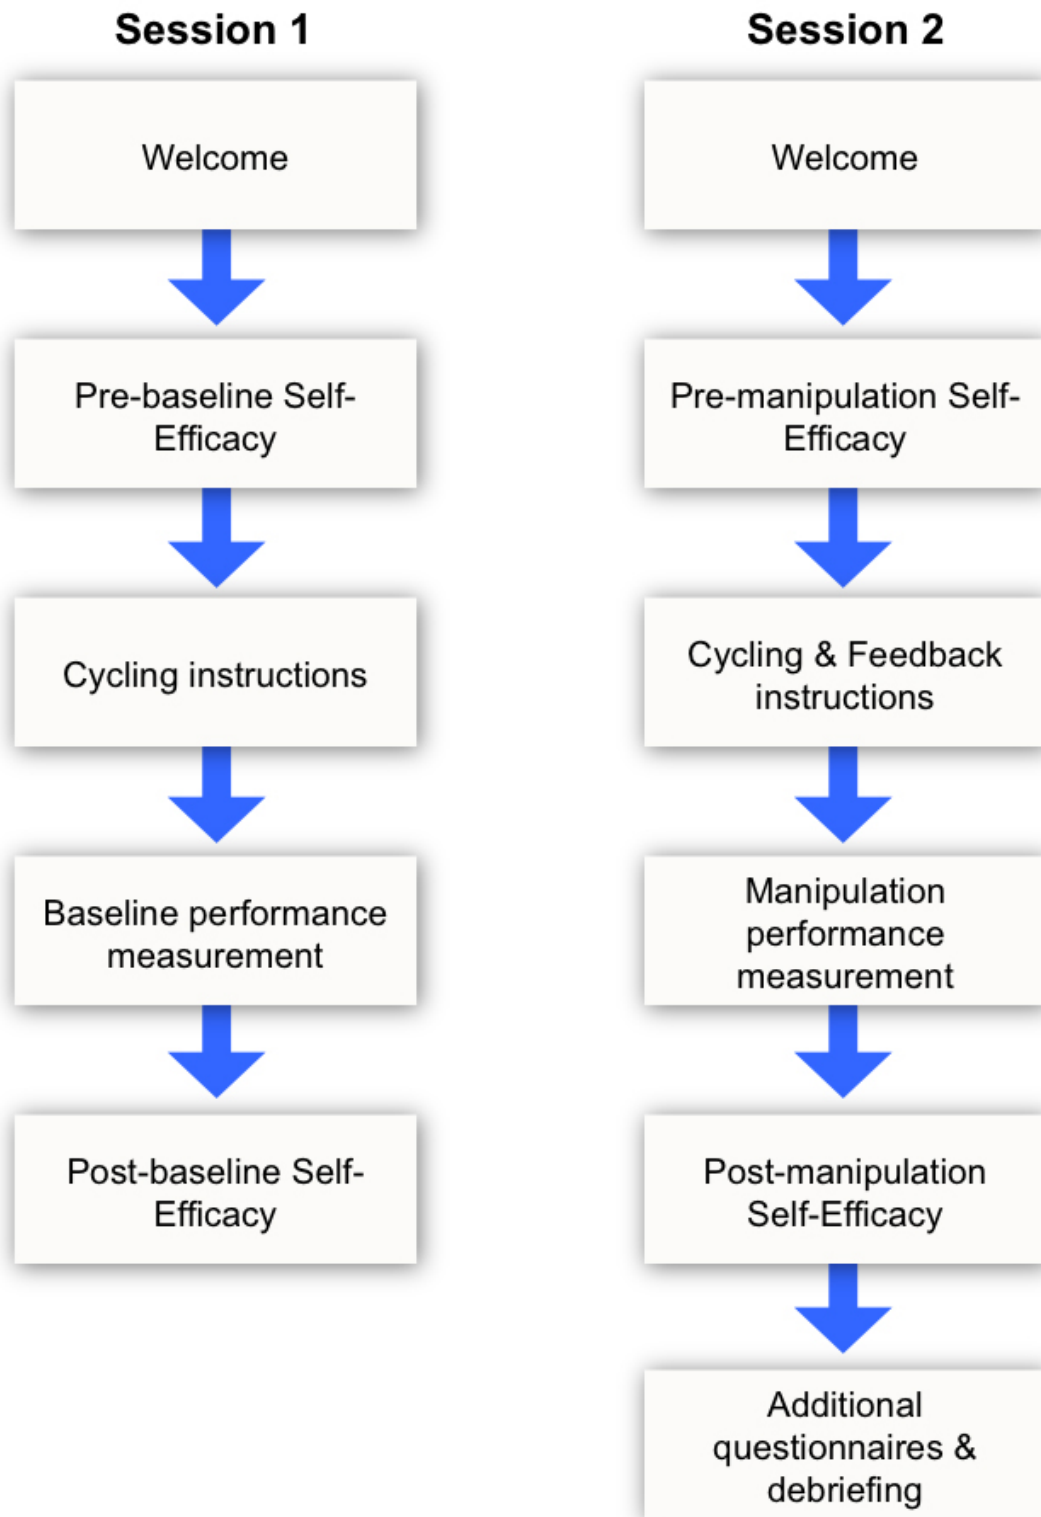 Session 1
Welcome
Pre-baseline Self-
Efficacy
Cycling instructions
Baseline performance
measurement
Post-baseline Self-
Efficacy
Session 2
Welcome
Pre-manipulation Self-
Efficacy
Cycling & Feedback
instructions
Manipulation
performance
measurement
Post-manipulation
Self-Efficacy
Additional
questionnaires &
debriefing